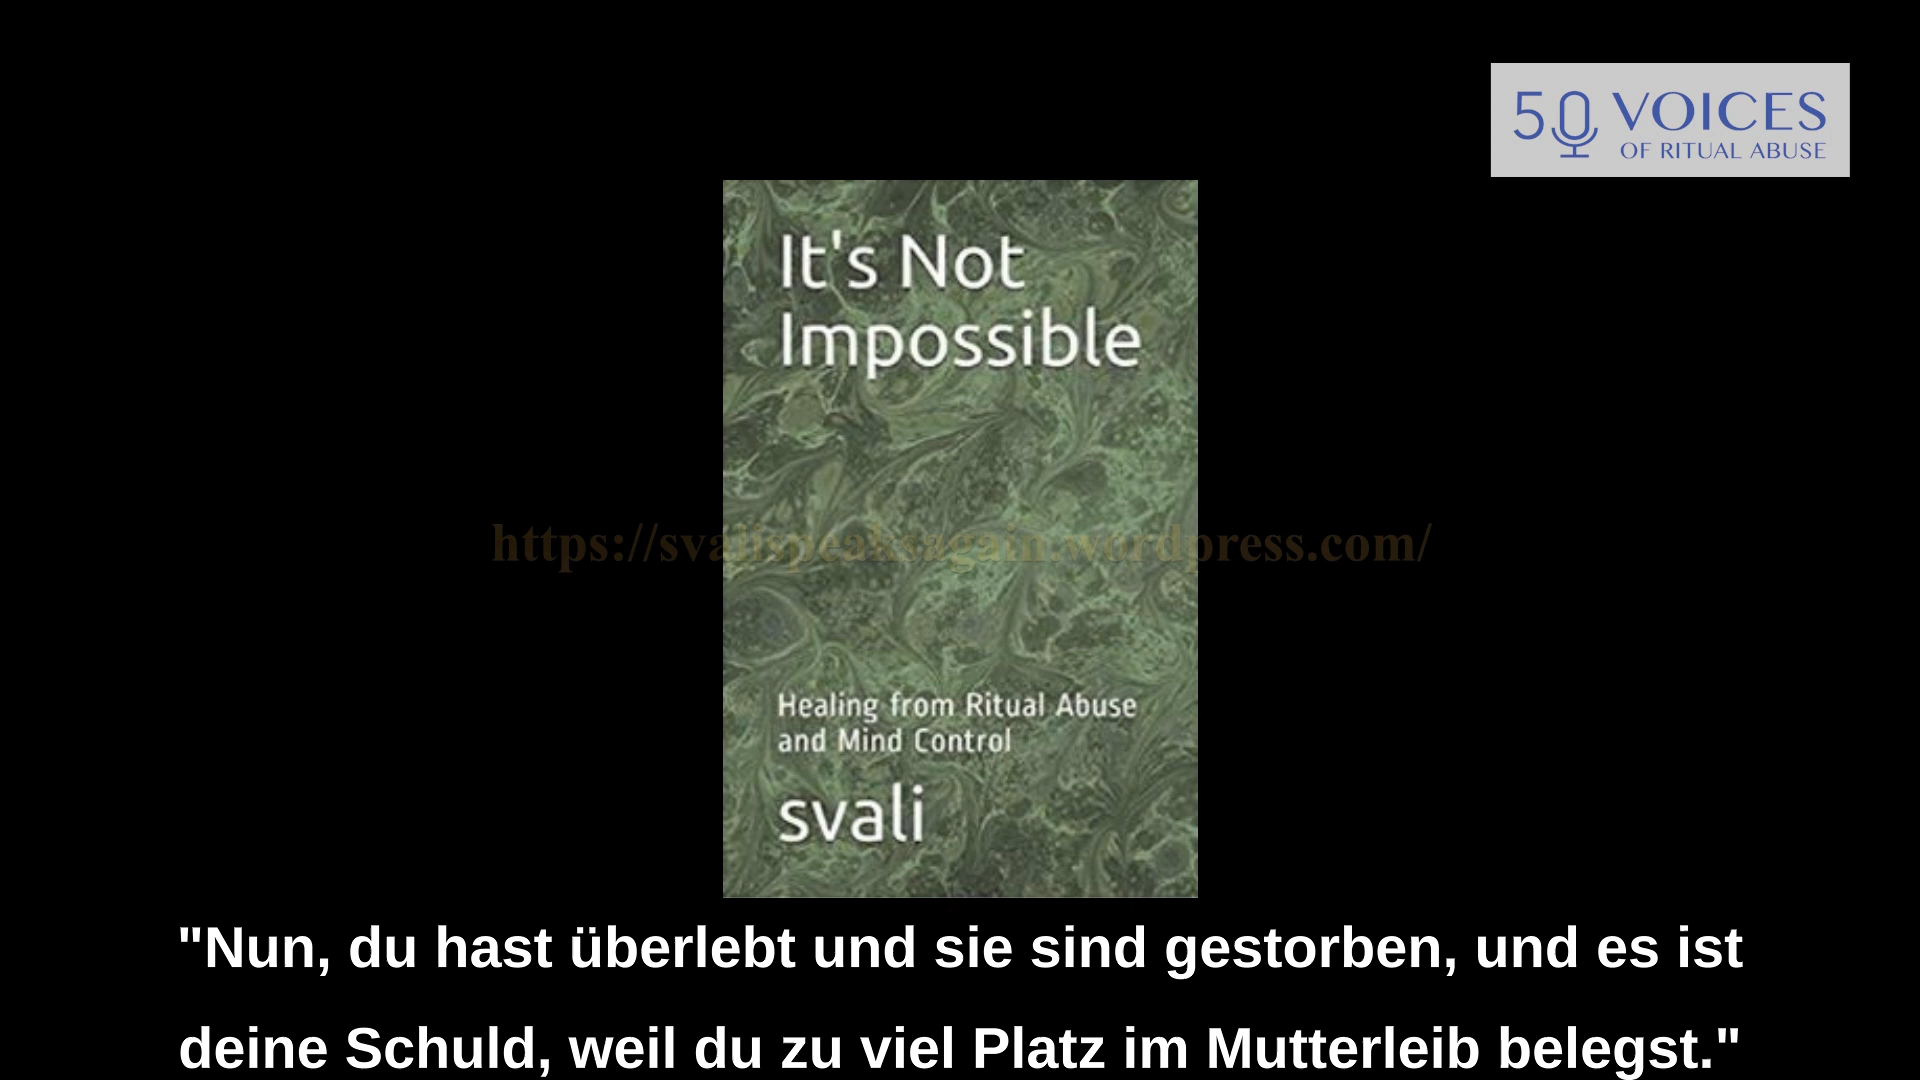 50 VOICES
OF RITUAL ABUSE
It's Not
Impossible
https://svalispeaksagain.wordpress.com/
Healing from Ritual Abuse
and Mind Control
svali
"Nun, du hast überlebt und sie sind gestorben, und es ist
deine Schuld, weil du zu viel Platz im Mutterleib belegst."